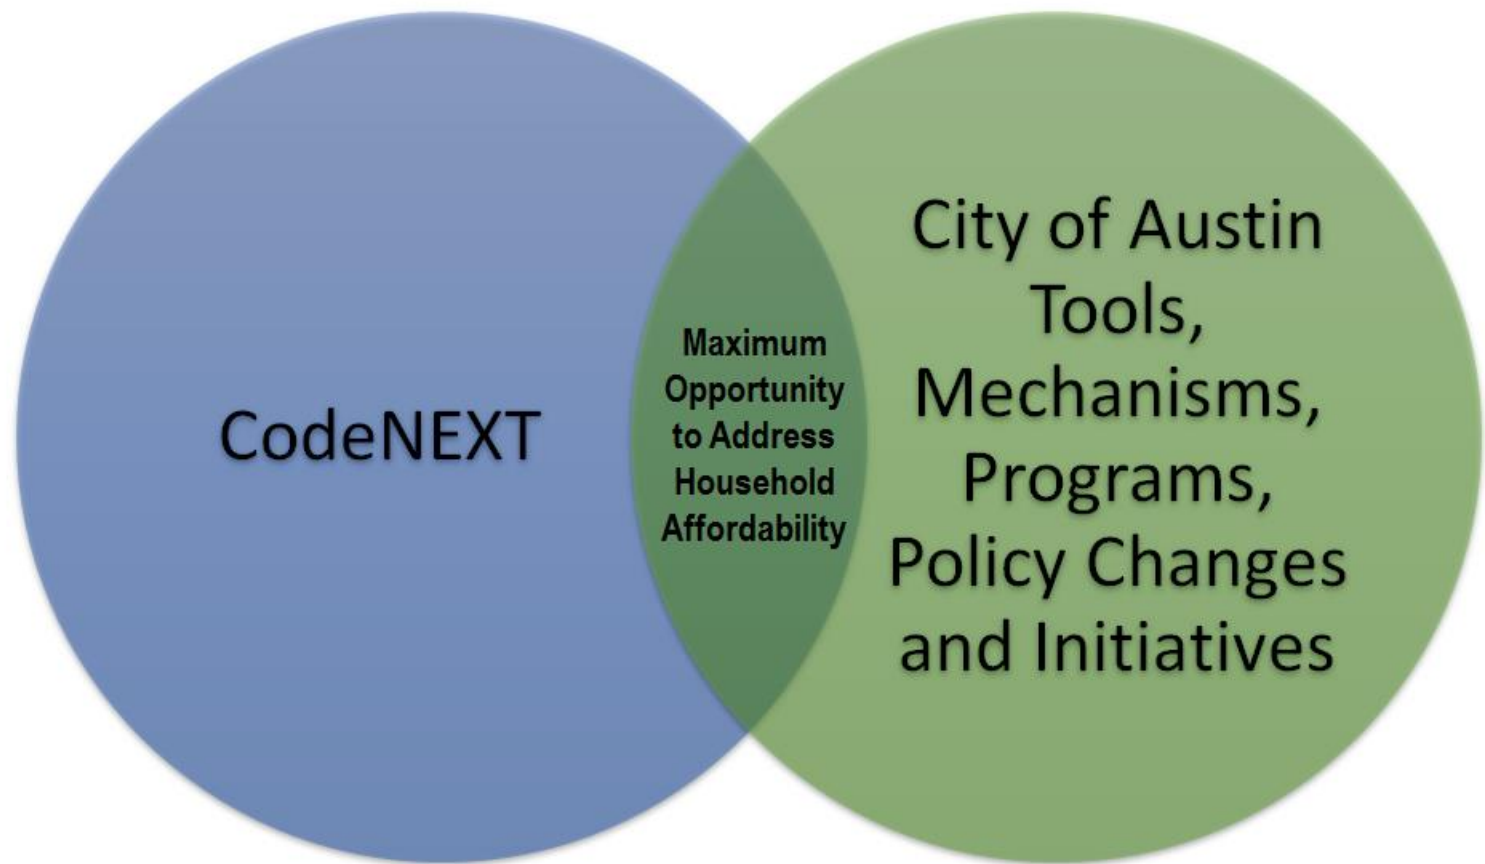 CodeNEXT
Maximum
Opportunity
to Address
Household
Affordability
City of Austin
Tools,
Mechanisms,
Programs,
Policy Changes
and Initiatives